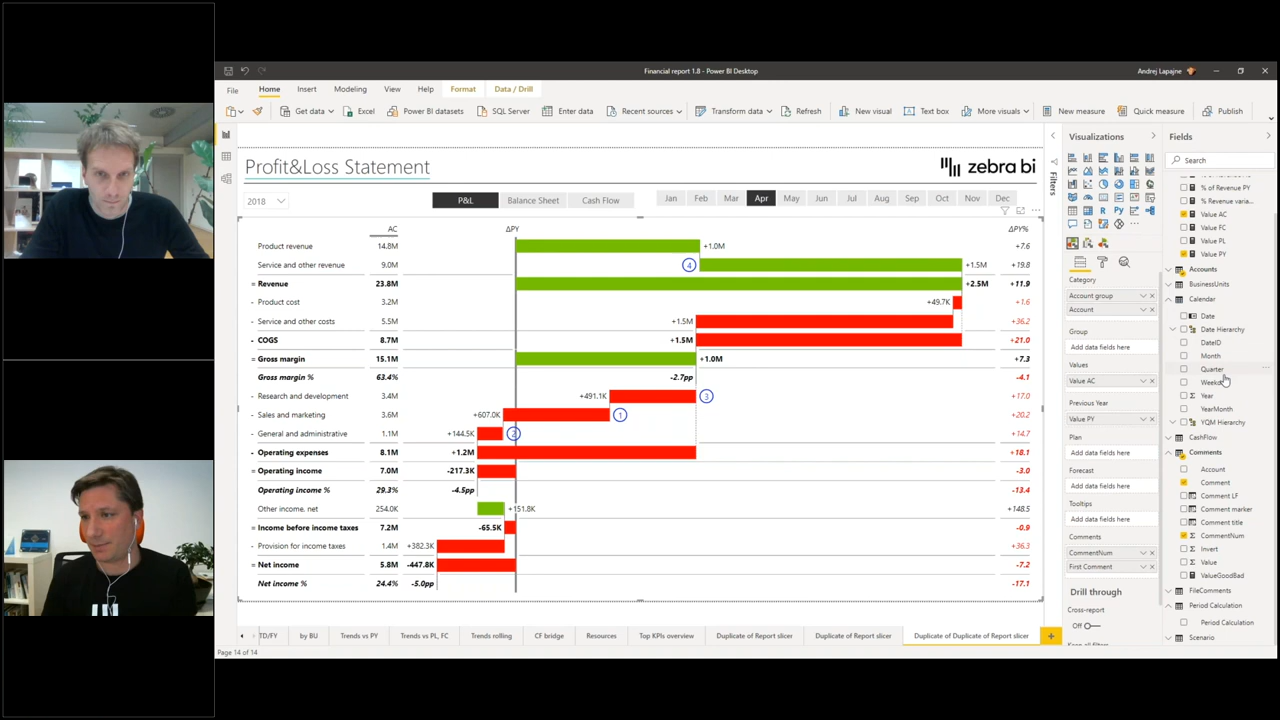 Financial report 1.8 - Power BI Desktop
Andrej Lapajne
File Home Insert Modeling View Help Format Data / Drill
Get data Excel Power BI datasets SQL Server Enter data Recent sources Transform data Refresh New visual Text box More visuals New measure Quick measure Publish
Profit&Loss Statement
zebra bi
2018
P&L Balance Sheet Cash Flow
Jan Feb Mar Apr May Jun Jul Aug Sep Oct Nov Dec
AC ΔPY ΔPY%
Product revenue 14.8M +1.0M +7.6
Service and other revenue 9.0M 4 +1.5M +19.8
= Revenue 23.8M +2.5M +11.9
- Product cost 3.2M +49.7K +1.6
- Service and other costs 5.5M +1.5M +36.2
- COGS 8.7M +1.5M +21.0
= Gross margin 15.1M +1.0M +7.3
Gross margin % 63.4% -2.7pp -4.1
- Research and development 3.4M +491.1K 3 +17.0
- Sales and marketing 3.6M +607.0K 1 +20.2
- General and administrative 1.1M +144.5K 2 +14.7
- Operating expenses 8.1M +1.2M +18.1
= Operating income 7.0M -217.3K -3.0
Operating income % 29.3% -4.5pp -13.4
Other income, net 254.0K +151.8K +148.5
= Income before income taxes 7.2M -65.5K -0.9
- Provision for income taxes 1.4M +382.3K +36.3
= Net income 5.8M -447.8K -7.2
Net income % 24.4% -5.0pp -17.1
TD/FY by BU Trends vs PY Trends vs PL, FC Trends rolling CF bridge Resources Top KPIs overview Duplicate of Report slicer Duplicate of Report slicer Duplicate of Duplicate of Report slicer
Page 14 of 14
Filters
Visualizations
Category
Account group
Account
Group
Add data fields here
Values
Value AC
Previous Year
Value PY
Plan
Add data fields here
Forecast
Add data fields here
Tooltips
Add data fields here
Comments
CommentNum
First Comment
Drill through
Cross-report
Off
Fields
Search
% of Revenue PY
% Revenue varia...
Value AC
Value FC
Value PL
Value PY
Accounts
BusinessUnits
Calendar
Date
Date Hierarchy
DateID
Month
Quarter
Year
YearMonth
YQM Hierarchy
CashFlow
Comments
Account
Comment
Comment LF
Comment marker
Comment title
CommentNum
Invert
Value
ValueGoodBad
FileComments
Period Calculation
Period Calculation
Scenario